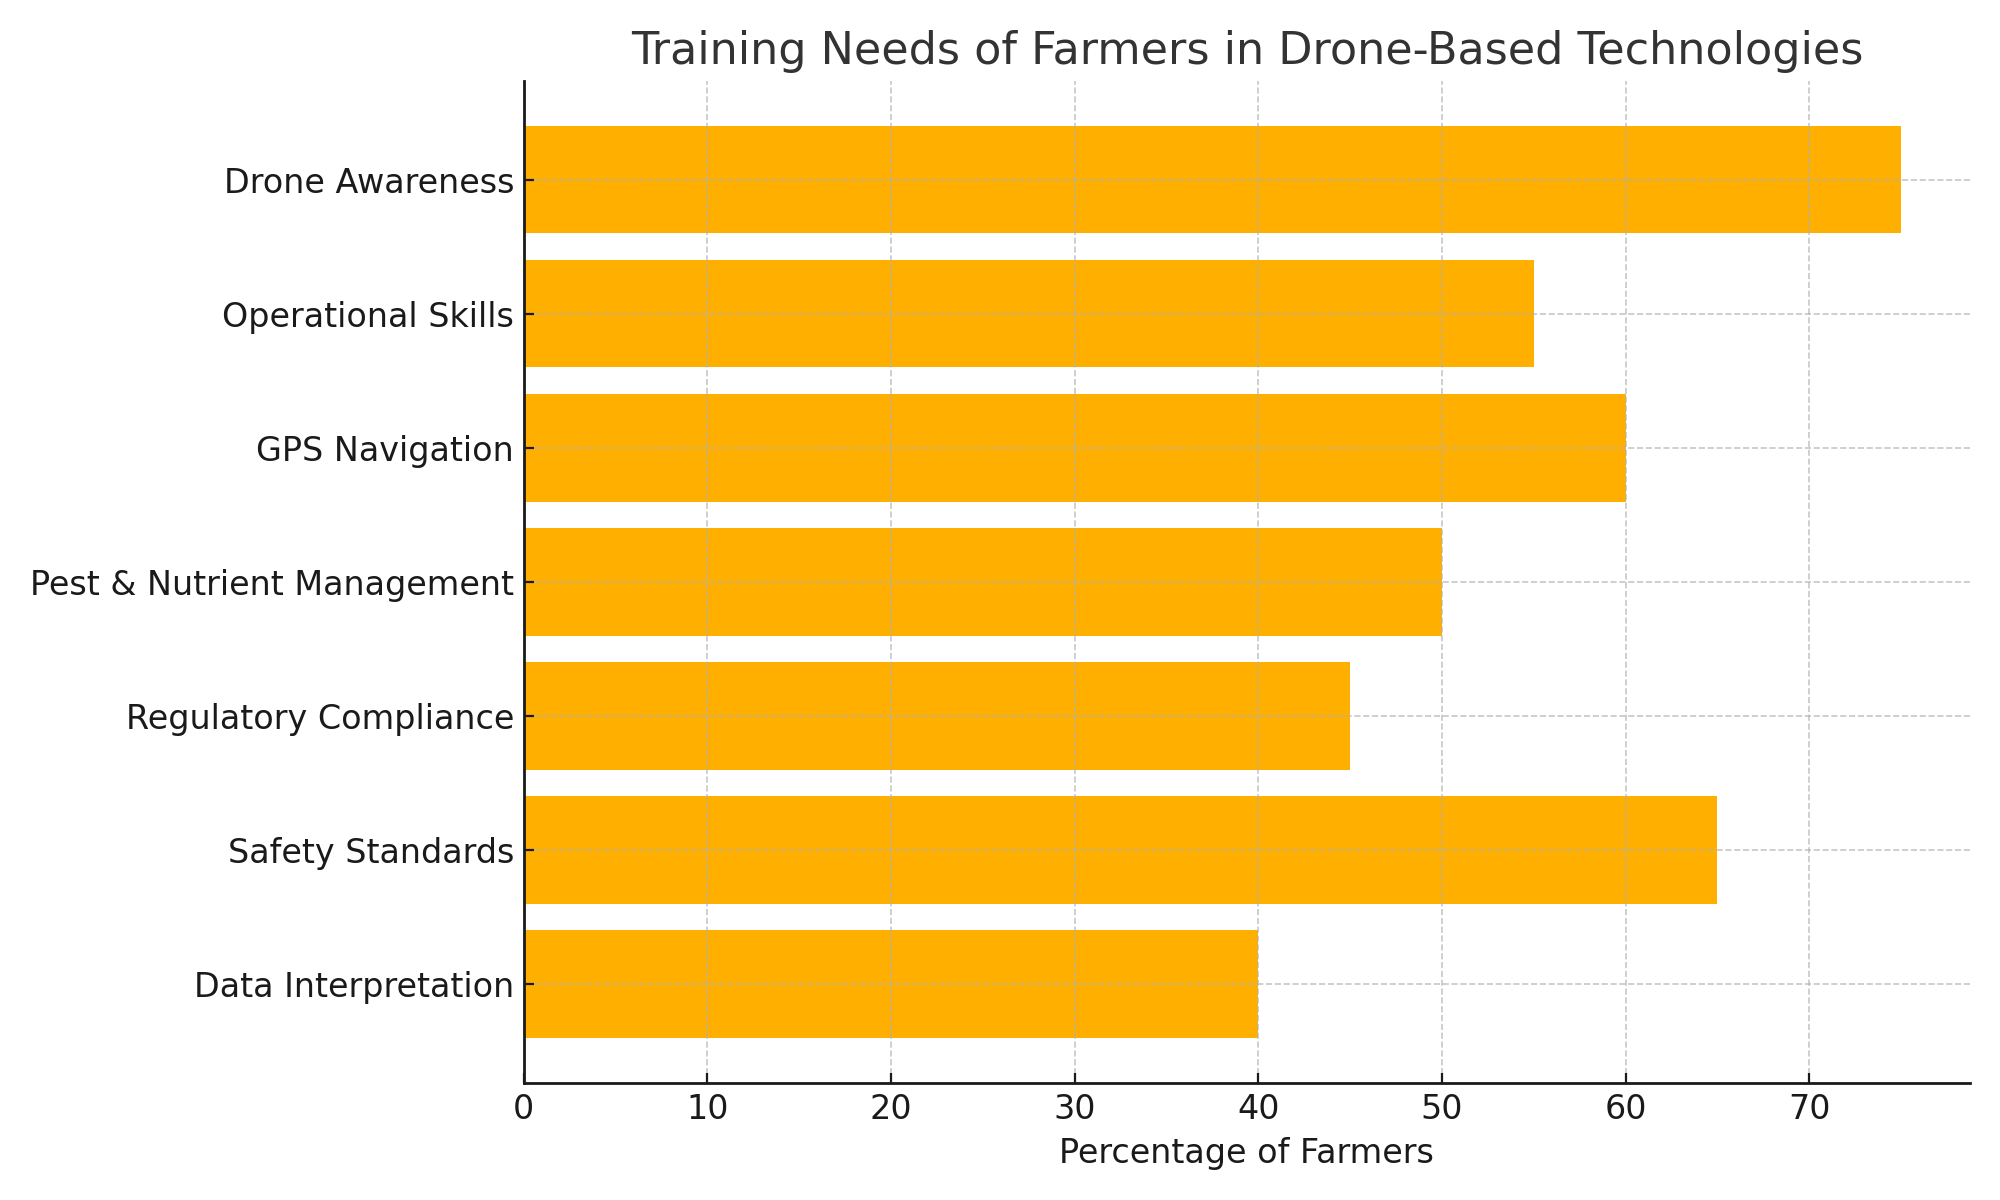 Training Needs of Farmers in Drone-Based Technologies
Drone Awareness
Operational Skills
GPS Navigation
Pest & Nutrient Management
Regulatory Compliance
Safety Standards
Data Interpretation
0 10 20 30 40 50 60 70
Percentage of Farmers